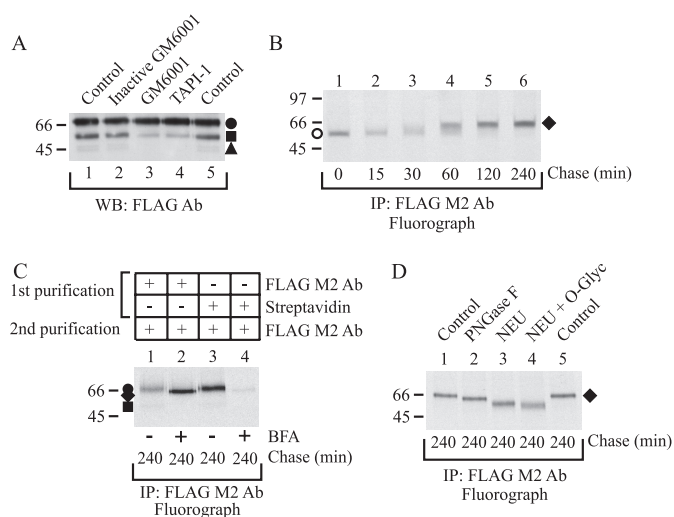 A
Control
Inactive GM6001
GM6001
TAPI-1
Control
66
45
1 2 3 4 5
WB: FLAG Ab
B
1 2 3 4 5 6
97
66
45
0 15 30 60 120 240 Chase (min)
IP: FLAG M2 Ab
Fluorograph
C
1st purification + + - - FLAG M2 Ab
- - + + Streptavidin
2nd purification + + + + FLAG M2 Ab
1 2 3 4
66
45
- + - + BFA
240 240 240 240 Chase (min)
IP: FLAG M2 Ab
Fluorograph
D
Control
PNGase F
NEU
NEU + O-Glyc
Control
1 2 3 4 5
66
45
240 240 240 240 240 Chase (min)
IP: FLAG M2 Ab
Fluorograph